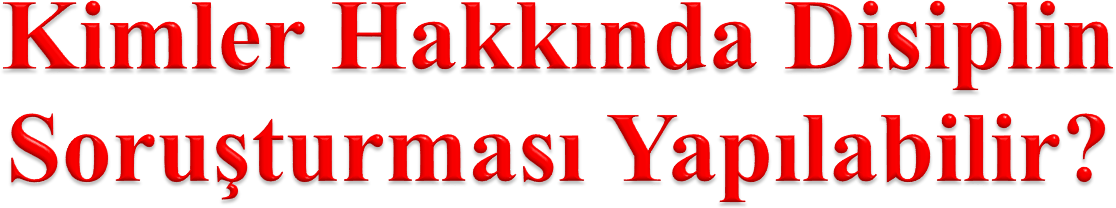 Kimler Hakkında Disiplin
Soruşturması Yapılabilir?